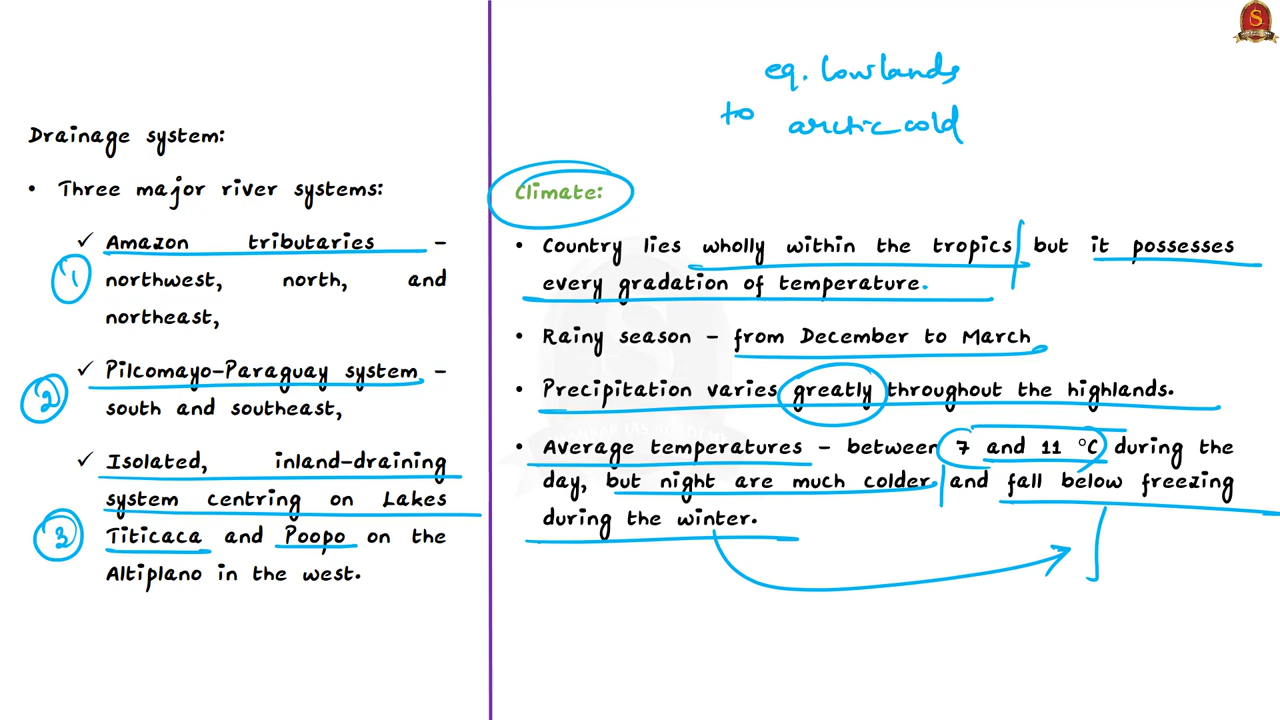 Drainage system:
• Three major river systems:
✓ Amazon tributaries –
northwest, north, and
northeast,
✓ Pilcomayo-Paraguay system –
south and southeast,
✓ Isolated, inland-draining
system centring on Lakes
Titicaca and Poopo on the
Altiplano in the west.
1
2
3
eq. lowlands
to arctic cold
Climate:
• Country lies wholly within the tropics but it possesses
every gradation of temperature.
• Rainy season – from December to March
• Precipitation varies greatly throughout the highlands.
• Average temperatures – between 7 and 11 °C during the
day, but night are much colder and fall below freezing
during the winter.
S